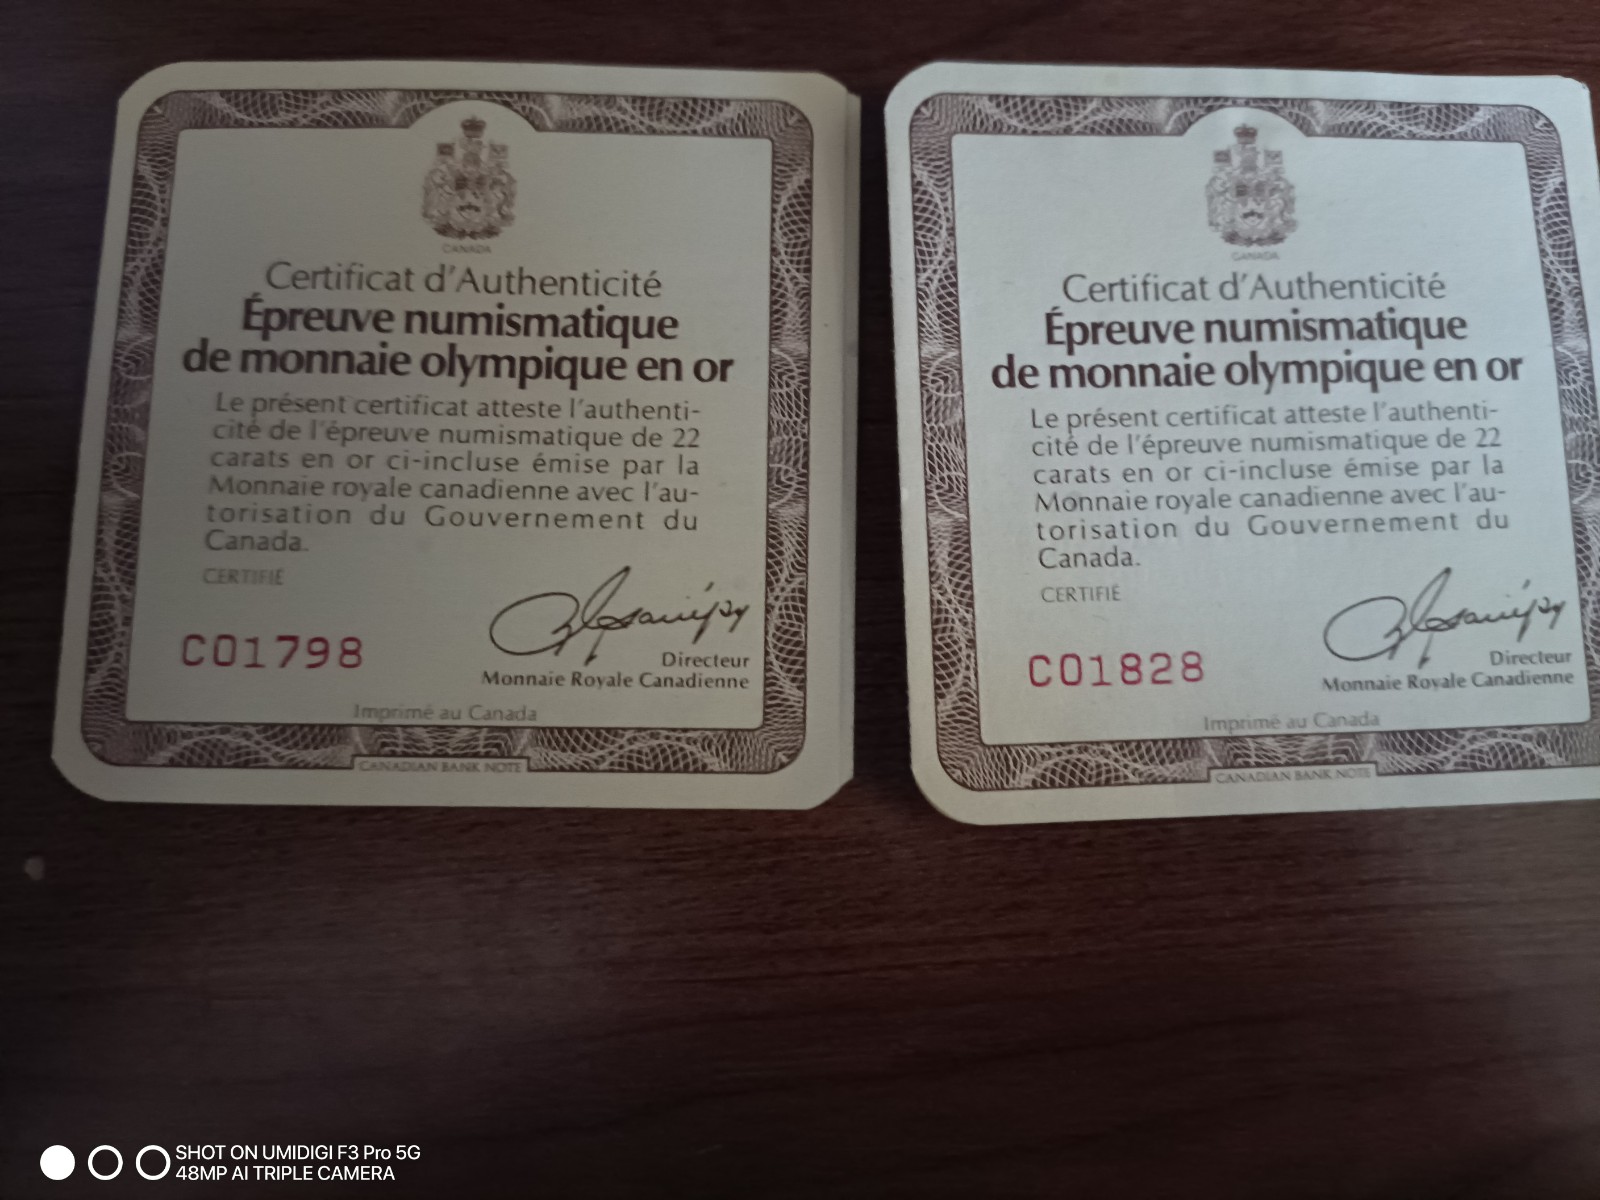 CANADA
Certificat d'Authenticité
Épreuve numismatique
de monnaie olympique en or
Le présent certificat atteste l'authenti-
cité de l'épreuve numismatique de 22
carats en or ci-incluse émise par la
Monnaie royale canadienne avec l'au-
torisation du Gouvernement du
Canada.
CERTIFIÉ
C01798
Directeur
Monnaie Royale Canadienne
Imprimé au Canada
CANADIAN BANK NOTE
CANADA
Certificat d'Authenticité
Épreuve numismatique
de monnaie olympique en or
Le présent certificat atteste l'authenti-
cité de l'épreuve numismatique de 22
carats en or ci-incluse émise par la
Monnaie royale canadienne avec l'au-
torisation du Gouvernement du
Canada.
CERTIFIÉ
C01828
Directeur
Monnaie Royale Canadienne
Imprimé au Canada
CANADIAN BANK NOTE
SHOT ON UMIDIGI F3 Pro 5G
48MP AI TRIPLE CAMERA